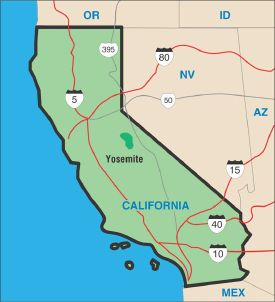 OR
ID
395
80
NV
5
50
AZ
Yosemite
15
CALIFORNIA
40
10
MEX